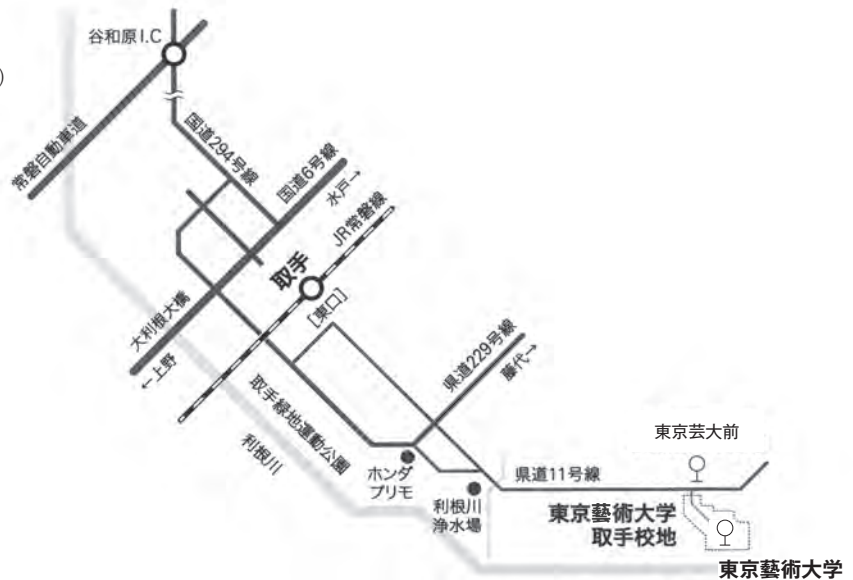 谷和原I.C
)
常磐自動車道
国道294号線
国道6号線
水戸→
JR常磐線
取手
[東口]
大利根大橋
←上野
県道229号線
藤代→
取手緑地運動公園
利根川
ホンダ
プリモ
利根川
浄水場
県道11号線
東京芸大前
東京藝術大学
取手校地
東京藝術大学